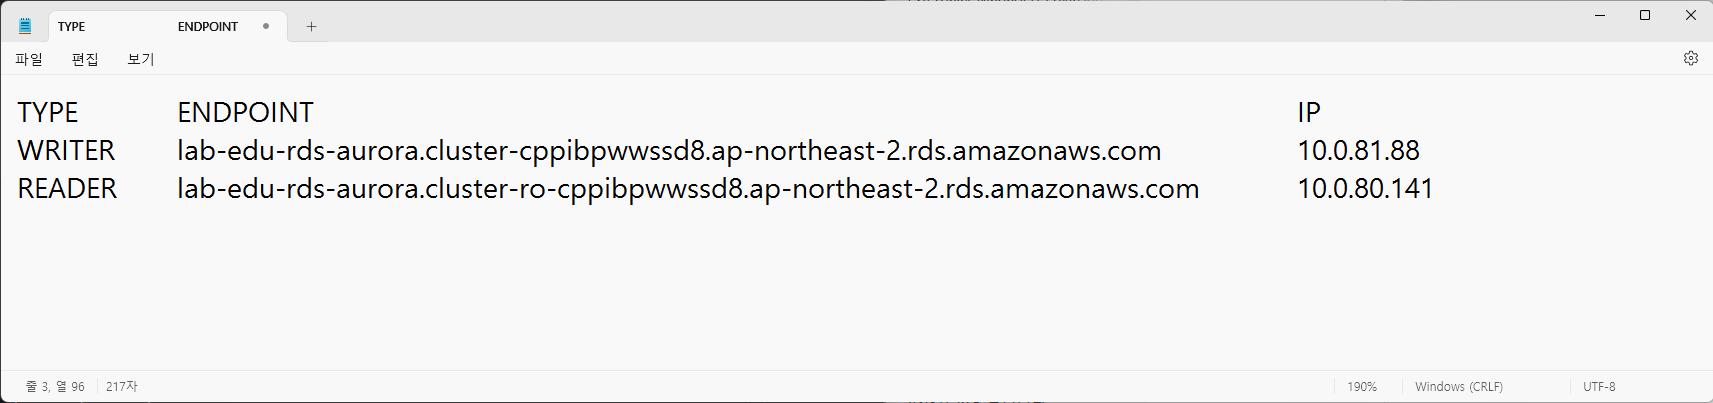 TYPE ENDPOINT
파일 편집 보기
TYPE ENDPOINT IP
WRITER lab-edu-rds-aurora.cluster-cppibpwwssd8.ap-northeast-2.rds.amazonaws.com 10.0.81.88
READER lab-edu-rds-aurora.cluster-ro-cppibpwwssd8.ap-northeast-2.rds.amazonaws.com 10.0.80.141
줄 3, 열 96 217자 190% Windows (CRLF) UTF-8